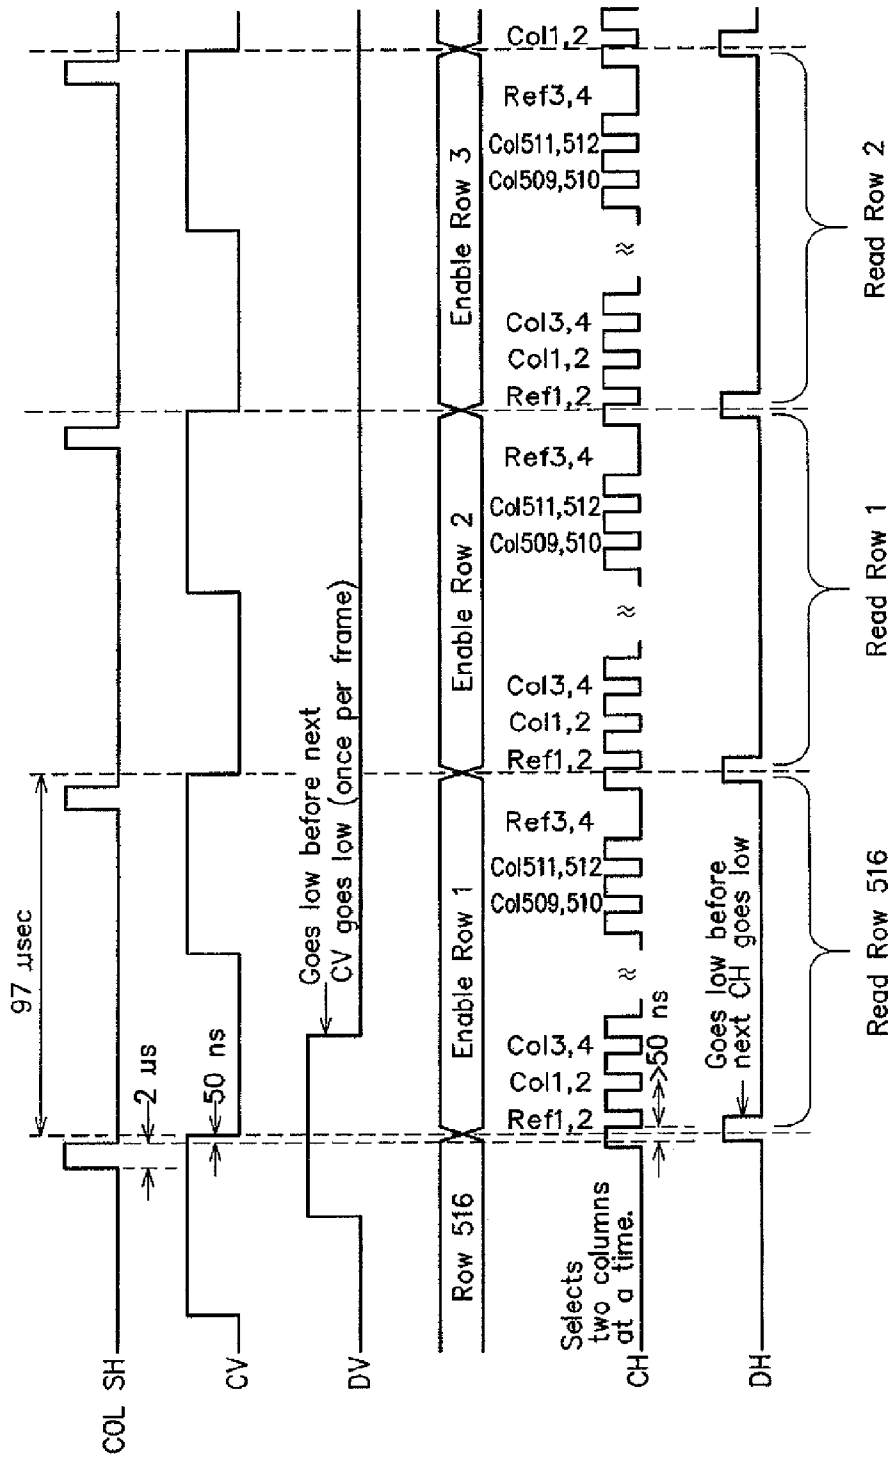 97 µsec
COL SH
2 µs
CV
50 ns
DV
Goes low before next
CV goes low (once per frame)
Row 516
Enable Row 1
Enable Row 2
Enable Row 3
Selects
two columns
at a time.
Ref1,2
Col1,2
Col3,4
Col509,510
Col511,512
Ref3,4
Ref1,2
Col1,2
Col3,4
Col509,510
Col511,512
Ref3,4
Ref1,2
Col1,2
Col3,4
Col509,510
Col511,512
Ref3,4
Col1,2
CH
≈
≈
≈
>50 ns
Goes low before
next CH goes low
DH
Read Row 516
Read Row 1
Read Row 2